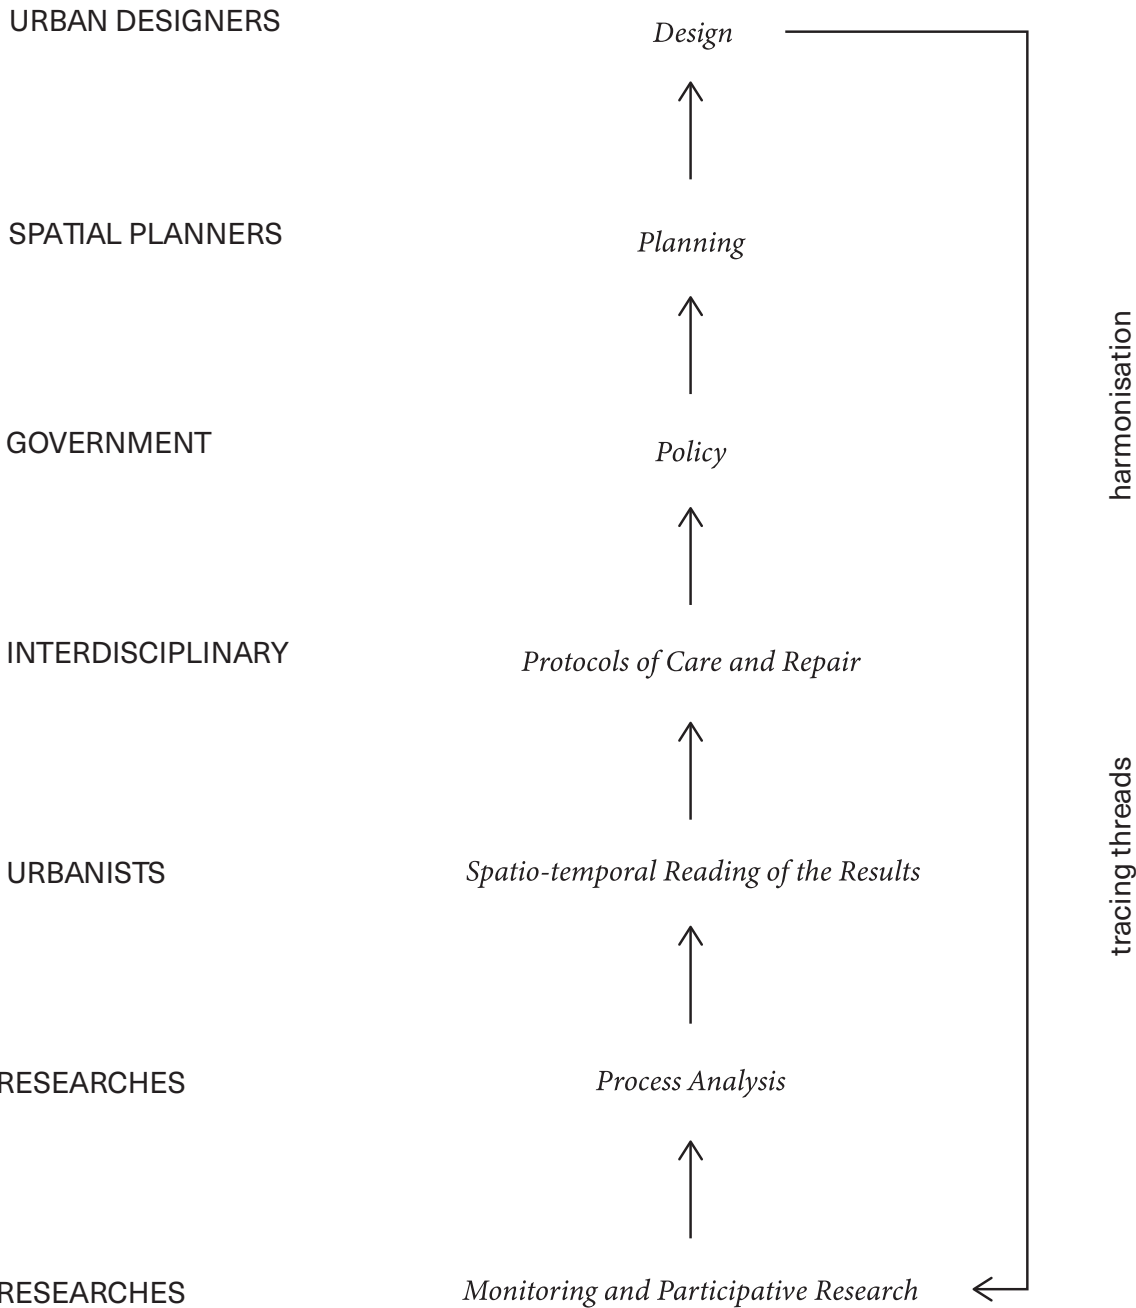 URBAN DESIGNERS
Design
SPATIAL PLANNERS
Planning
GOVERNMENT
Policy
INTERDISCIPLINARY
Protocols of Care and Repair
URBANISTS
Spatio-temporal Reading of the Results
RESEARCHES
Process Analysis
RESEARCHES
Monitoring and Participative Research
harmonisation
tracing threads